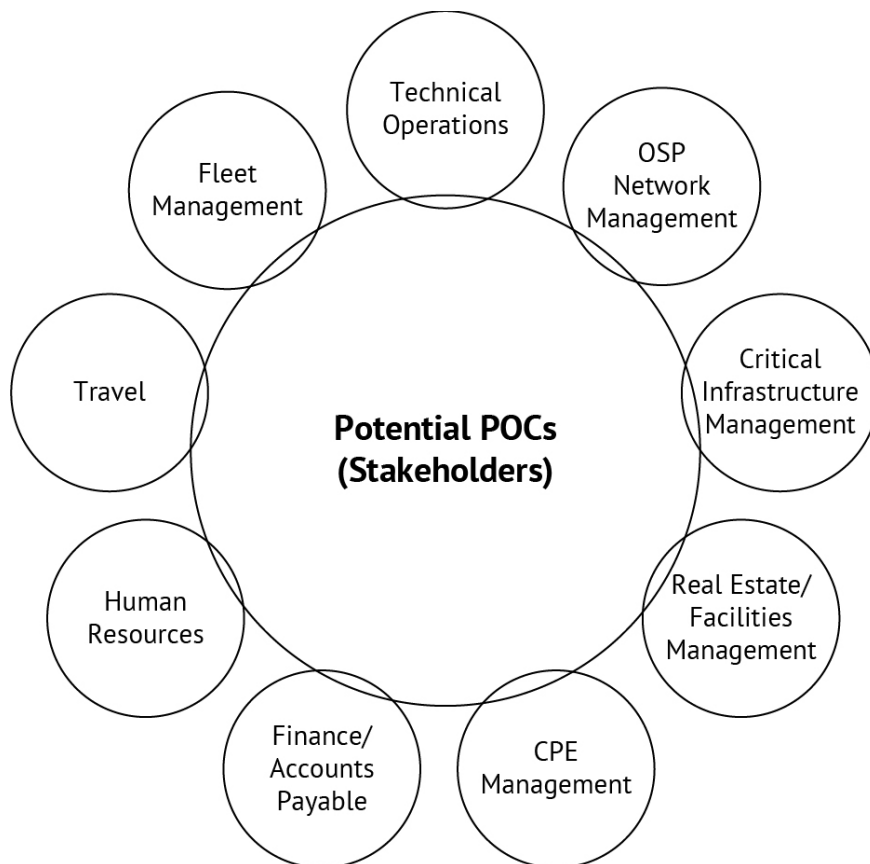 Technical
Operations
OSP
Network
Management
Critical
Infrastructure
Management
Real Estate/
Facilities
Management
CPE
Management
Finance/
Accounts
Payable
Human
Resources
Travel
Fleet
Management
Potential POCs
(Stakeholders)